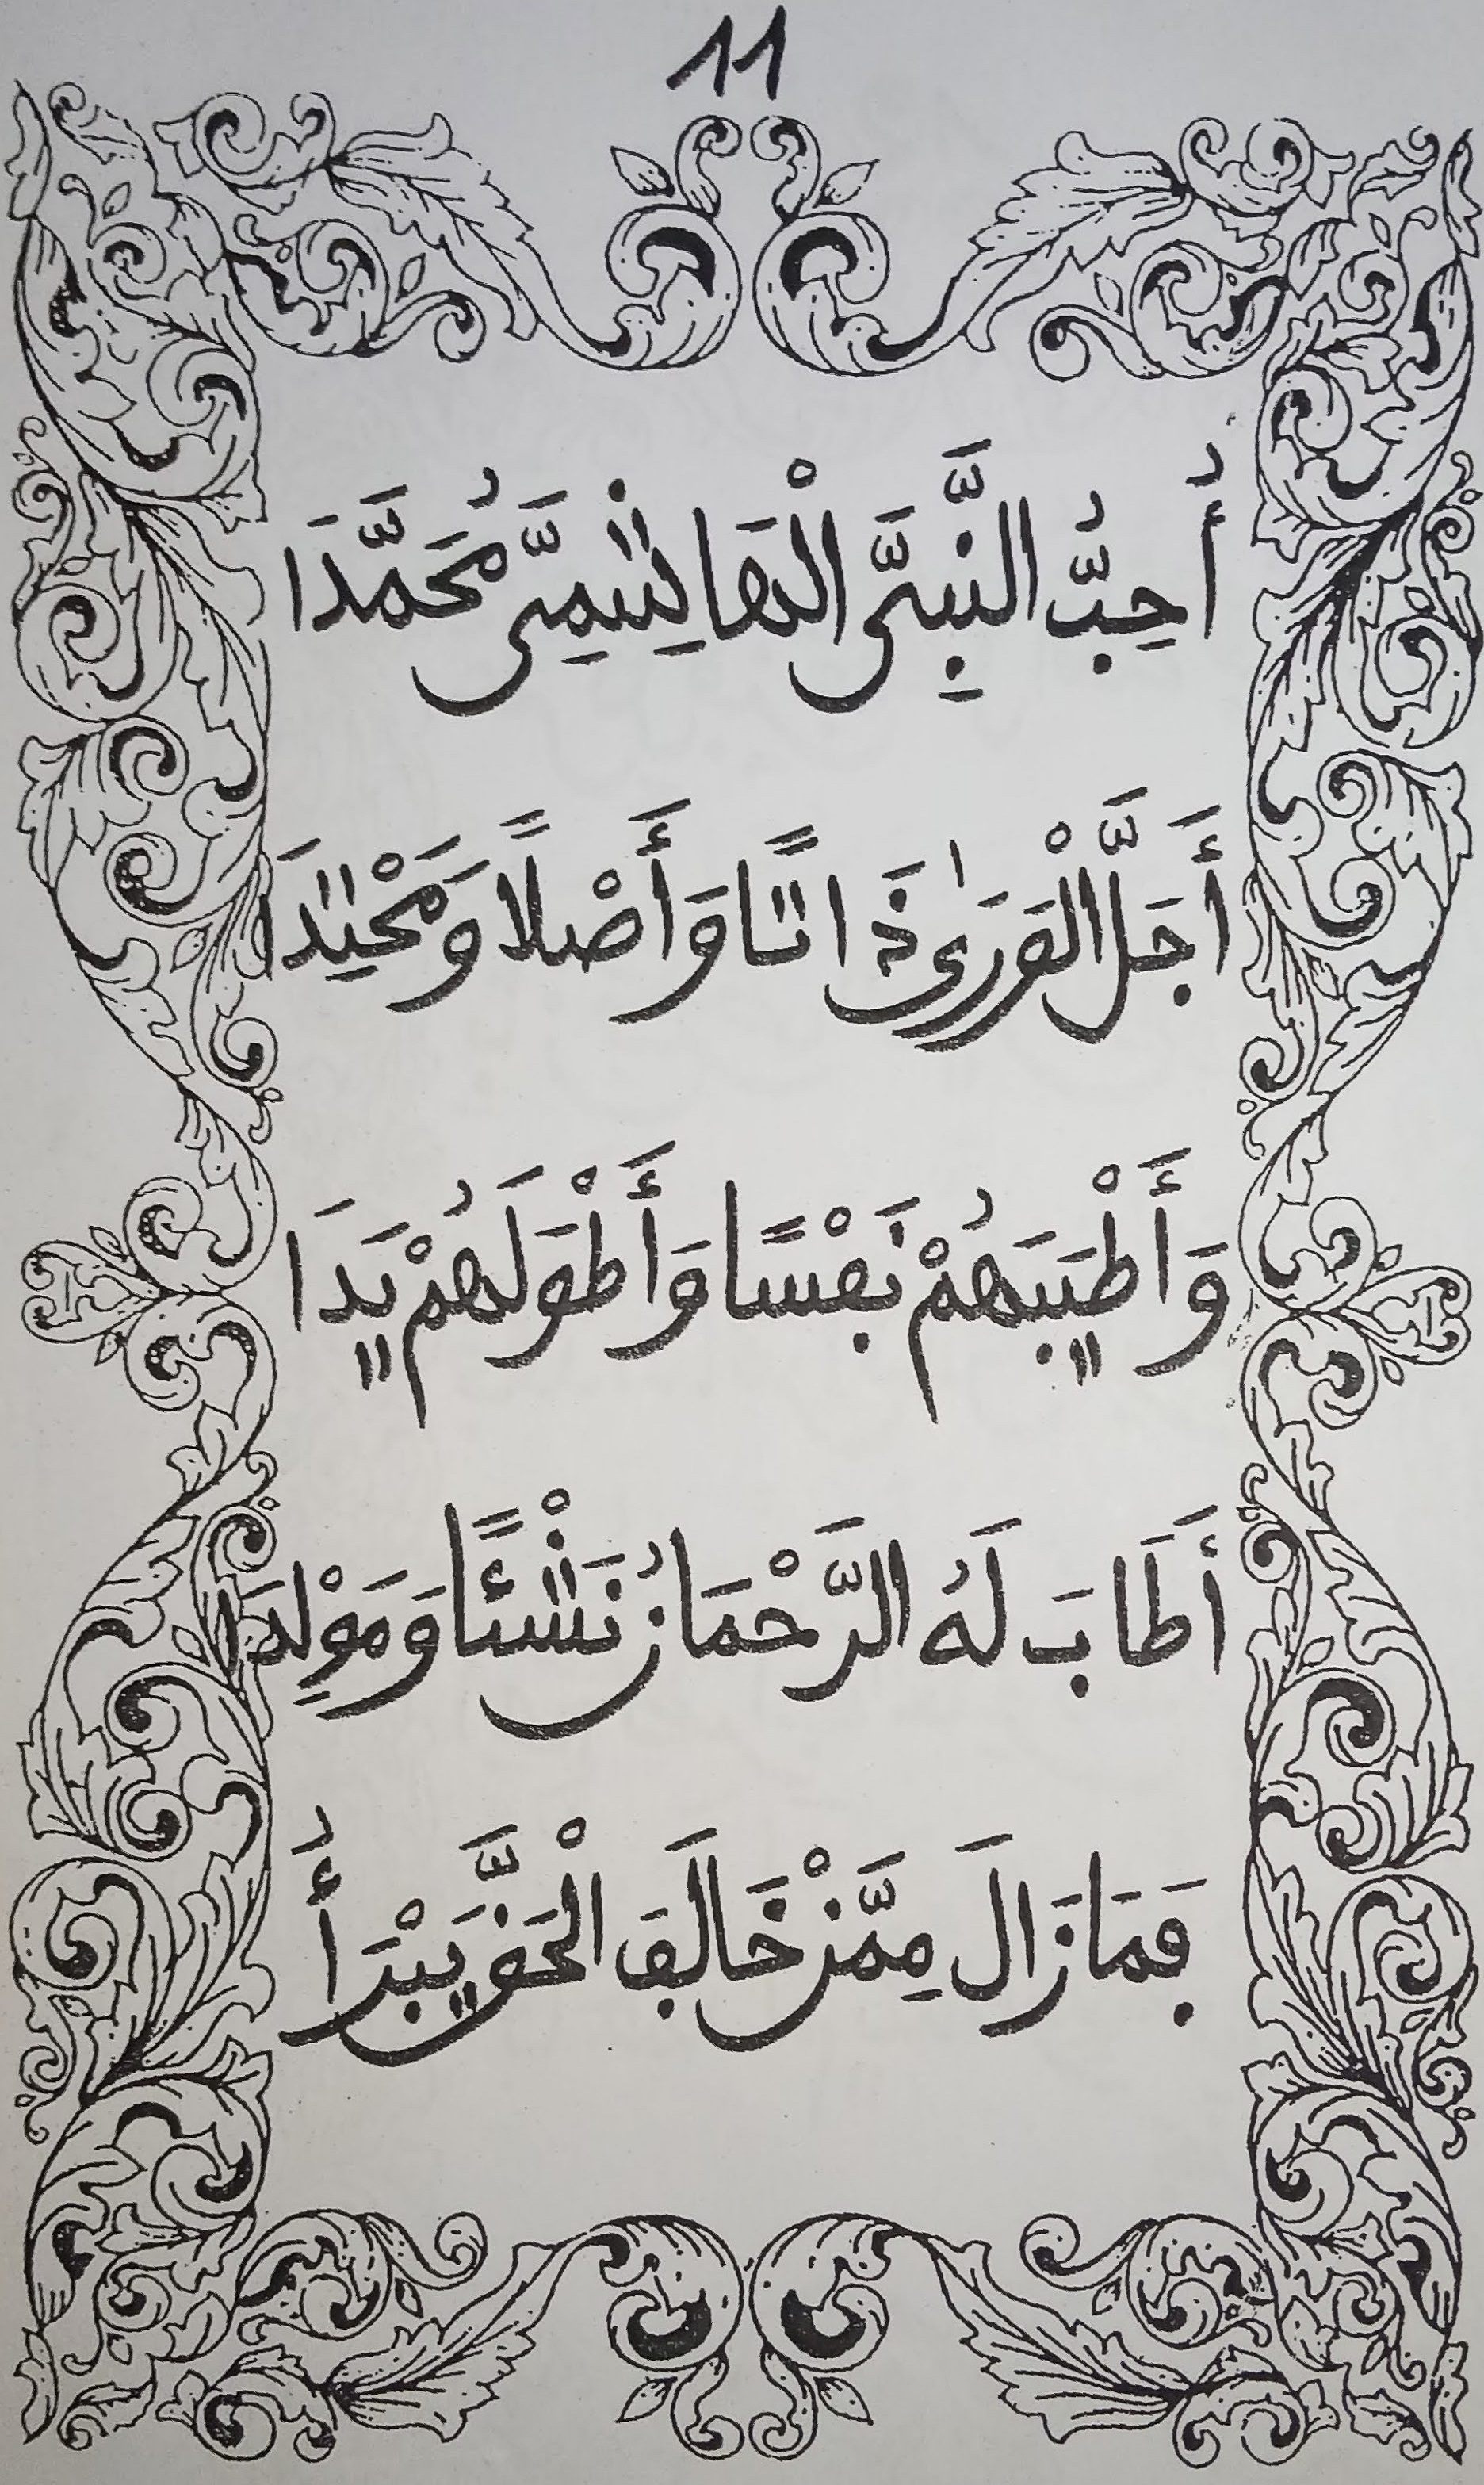 11
أُحِبُّ النَّبِيَّ الْهَاشِمِيَّ مُحَمَّدَا
أَجَلَّ الْوَرَىٰ ذَاتًا وَأَصْلًا وَمَحْتِدَا
وَأَطْيَبَهُمْ نَفْسًا وَأَطْوَلَهُمْ يَدَا
أَطَابَ لَهُ الرَّحْمَانُ نَشْئًا وَمَوْلِدَا
فَمَا زَالَ مِمَّنْ خَالَفَ الْحَقَّ يَبْرَأُ